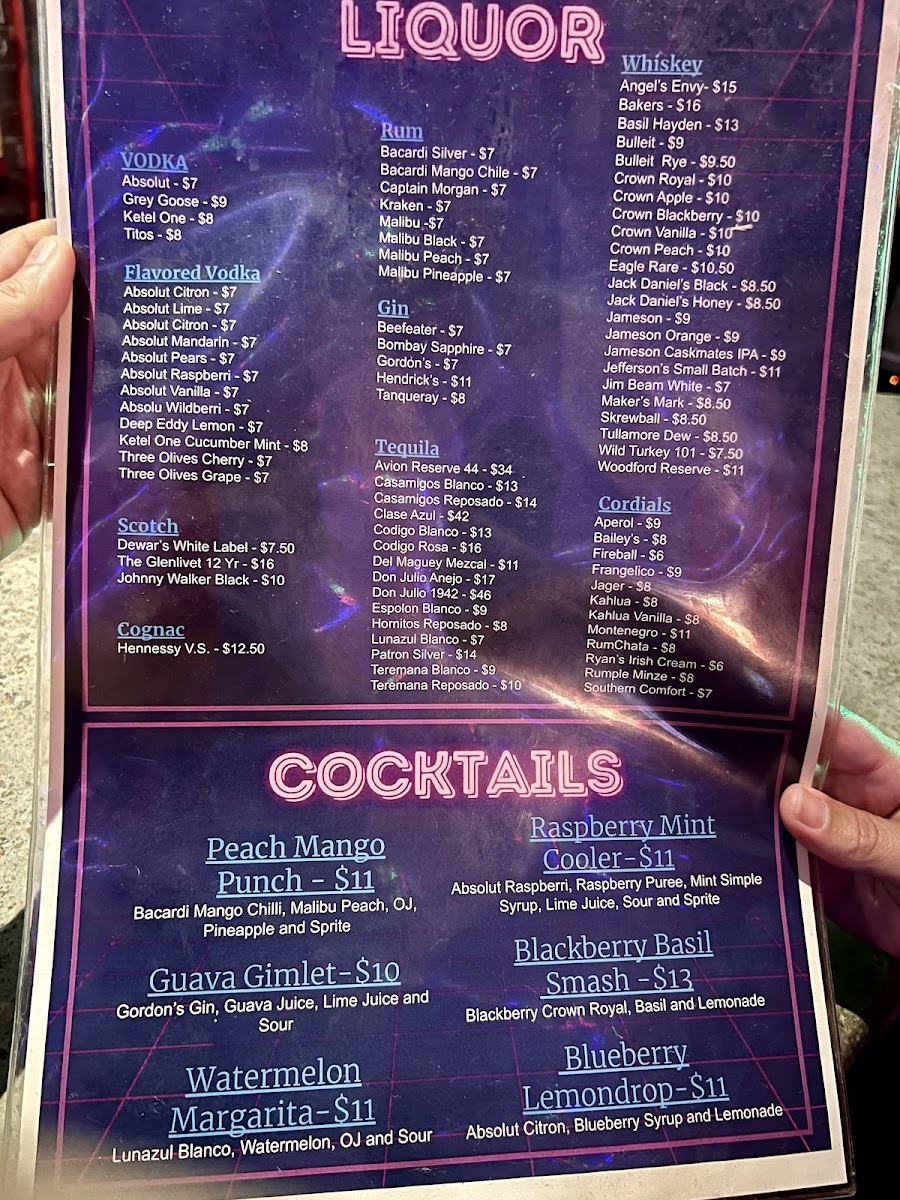 LIQUOR
VODKA
Absolut - $7
Grey Goose - $9
Ketel One - $8
Titos - $8
Flavored Vodka
Absolut Citron - $7
Absolut Lime - $7
Absolut Citron - $7
Absolut Mandarin - $7
Absolut Pears - $7
Absolut Raspberri - $7
Absolut Vanilla - $7
Absolu Wildberri - $7
Deep Eddy Lemon - $7
Ketel One Cucumber Mint - $8
Three Olives Cherry - $7
Three Olives Grape - $7
Scotch
Dewar's White Label - $7.50
The Glenlivet 12 Yr - $16
Johnny Walker Black - $10
Cognac
Hennessy V.S. - $12.50
Rum
Bacardi Silver - $7
Bacardi Mango Chile - $7
Captain Morgan - $7
Kraken - $7
Malibu -$7
Malibu Black - $7
Malibu Peach - $7
Malibu Pineapple - $7
Gin
Beefeater - $7
Bombay Sapphire - $7
Gordon's - $7
Hendrick's - $11
Tanqueray - $8
Tequila
Avion Reserve 44 - $34
Casamigos Blanco - $13
Casamigos Reposado - $14
Clase Azul - $42
Codigo Blanco - $13
Codigo Rosa - $16
Del Maguey Mezcal - $11
Don Julio Anejo - $17
Don Julio 1942 - $46
Espolon Blanco - $9
Hornitos Reposado - $8
Lunazul Blanco - $7
Patron Silver - $14
Teremana Blanco - $9
Teremana Reposado - $10
Whiskey
Angel's Envy- $15
Bakers - $16
Basil Hayden - $13
Bulleit - $9
Bulleit Rye - $9.50
Crown Royal - $10
Crown Apple - $10
Crown Blackberry - $10
Crown Vanilla - $10
Crown Peach - $10
Eagle Rare - $10.50
Jack Daniel's Black - $8.50
Jack Daniel's Honey - $8.50
Jameson - $9
Jameson Orange - $9
Jameson Caskmates IPA - $9
Jefferson's Small Batch - $11
Jim Beam White - $7
Maker's Mark - $8.50
Skrewball - $8.50
Tullamore Dew - $8.50
Wild Turkey 101 - $7.50
Woodford Reserve - $11
Cordials
Aperol - $9
Bailey's - $8
Fireball - $6
Frangelico - $9
Jager - $8
Kahlua - $8
Kahlua Vanilla - $8
Montenegro - $11
RumChata - $8
Ryan's Irish Cream - $6
Rumple Minze - $8
Southern Comfort - $7
COCKTAILS
Peach Mango
Punch - $11
Bacardi Mango Chilli, Malibu Peach, OJ,
Pineapple and Sprite
Guava Gimlet-$10
Gordon's Gin, Guava Juice, Lime Juice and
Sour
Watermelon
Margarita-$11
Lunazul Blanco, Watermelon, OJ and Sour
Raspberry Mint
Cooler-$11
Absolut Raspberri, Raspberry Puree, Mint Simple
Syrup, Lime Juice, Sour and Sprite
Blackberry Basil
Smash -$13
Blackberry Crown Royal, Basil and Lemonade
Blueberry
Lemondrop-$11
Absolut Citron, Blueberry Syrup and Lemonade